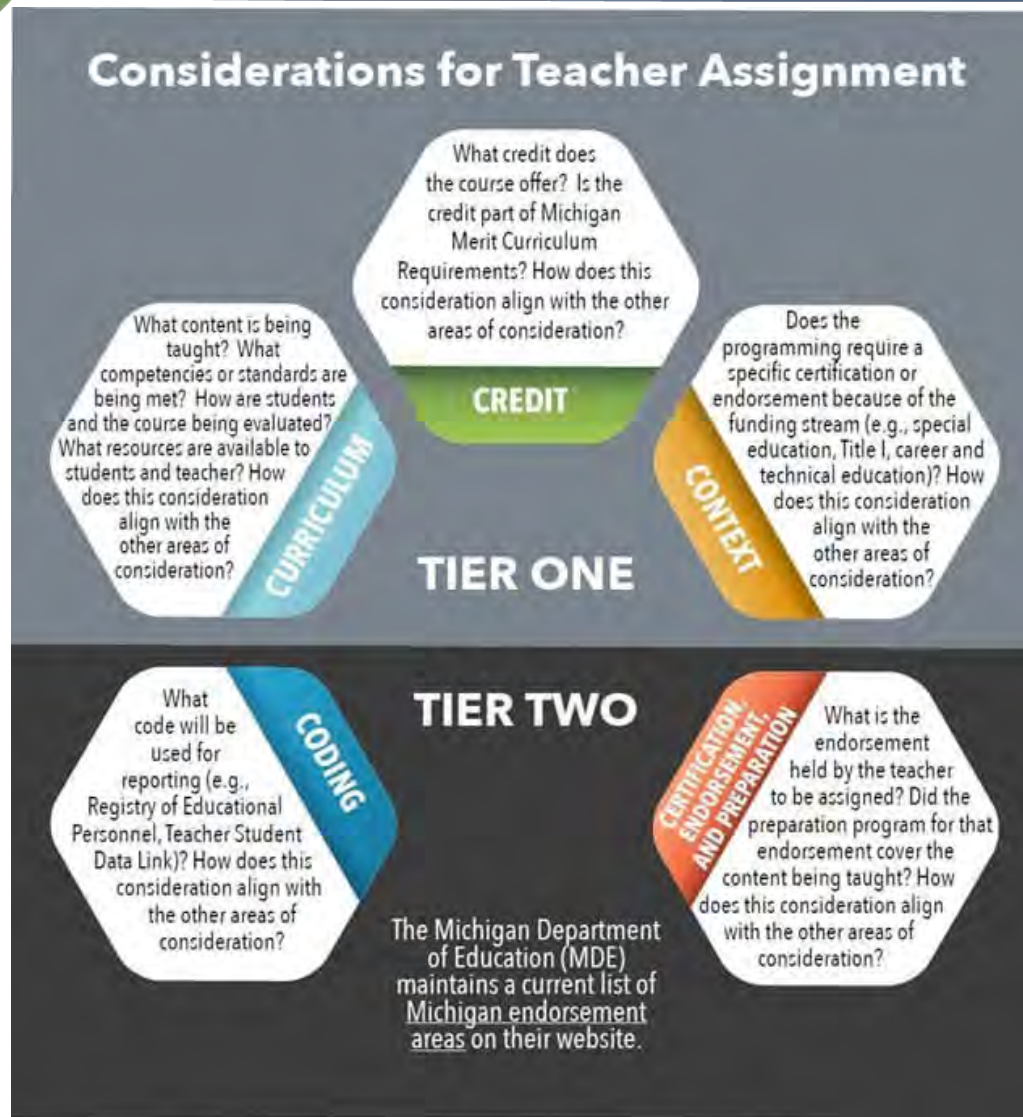 Considerations for Teacher Assignment
What credit does
the course offer? Is the
credit part of Michigan
Merit Curriculum
Requirements? How does this
consideration align with the other
areas of consideration?
CREDIT
What content is being
taught? What
competencies or standards are
being met? How are students
and the course being evaluated?
What resources are available to
students and teacher? How
does this consideration
align with the
other areas of
consideration?
CURRICULUM
Does the
programming require a
specific certification or
endorsement because of the
funding stream (e.g., special
education, Title I, career and
technical education)? How
does this consideration
align with the
other areas of
consideration?
CONTEXT
TIER ONE
TIER TWO
What
code will be
used for
reporting (e.g.,
Registry of Educational
Personnel, Teacher Student
Data Link)? How does this
consideration align with
the other areas of
consideration?
CODING
CERTIFICATION,
ENDORSEMENT,
AND PREPARATION
What is the
endorsement
held by the teacher
to be assigned? Did the
preparation program for that
endorsement cover the
content being taught? How
does this consideration align
with the other areas of
consideration?
The Michigan Department
of Education (MDE)
maintains a current list of
Michigan endorsement
areas on their website.